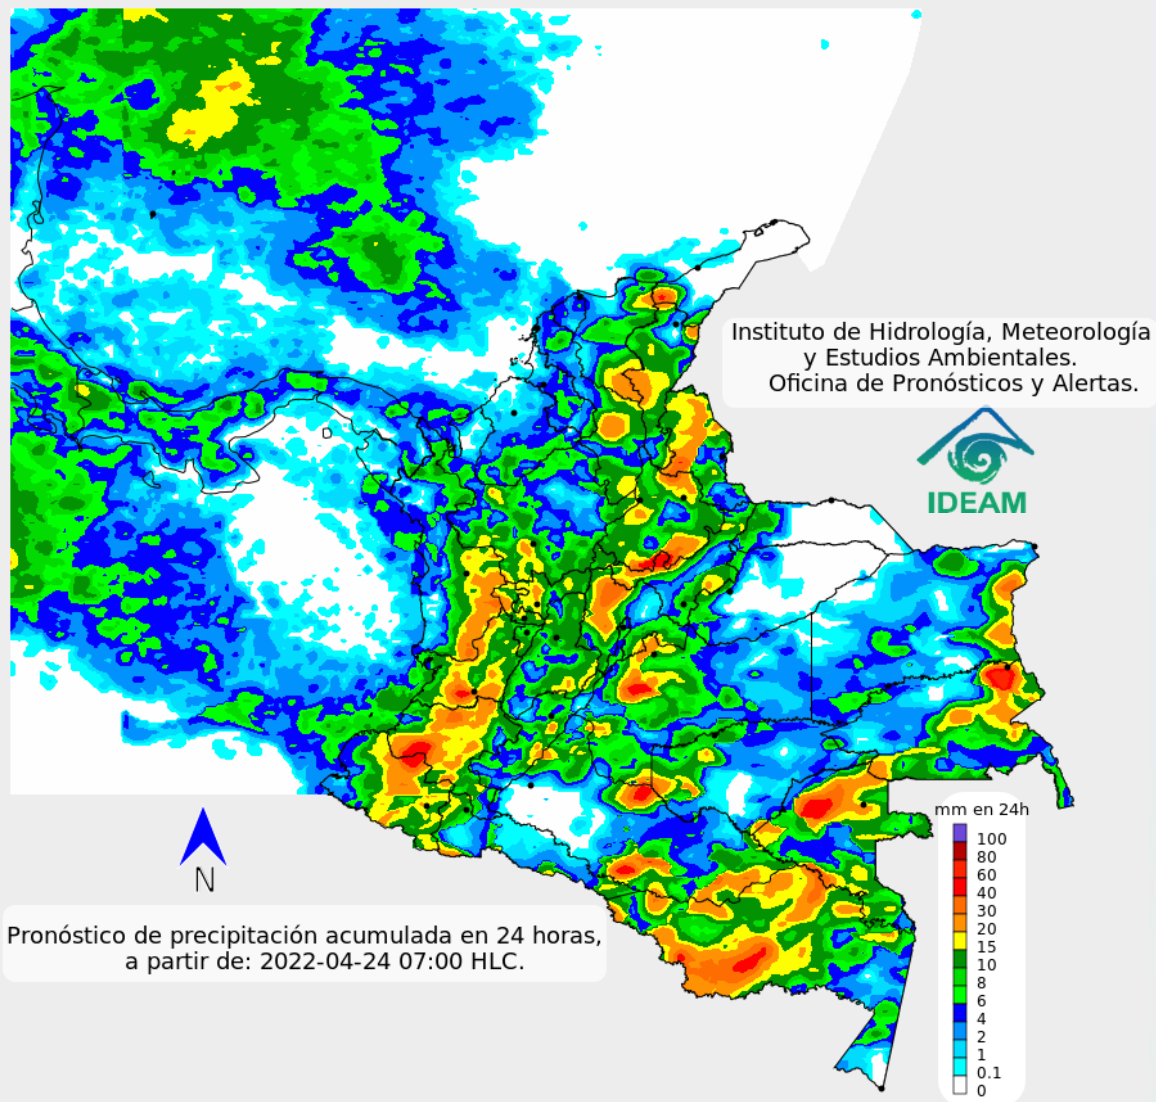 Instituto de Hidrología, Meteorología
y Estudios Ambientales.
Oficina de Pronósticos y Alertas.
IDEAM
mm en 24h
100
80
60
40
30
20
15
10
8
6
4
2
1
0.1
0
N
Pronóstico de precipitación acumulada en 24 horas,
a partir de: 2022-04-24 07:00 HLC.